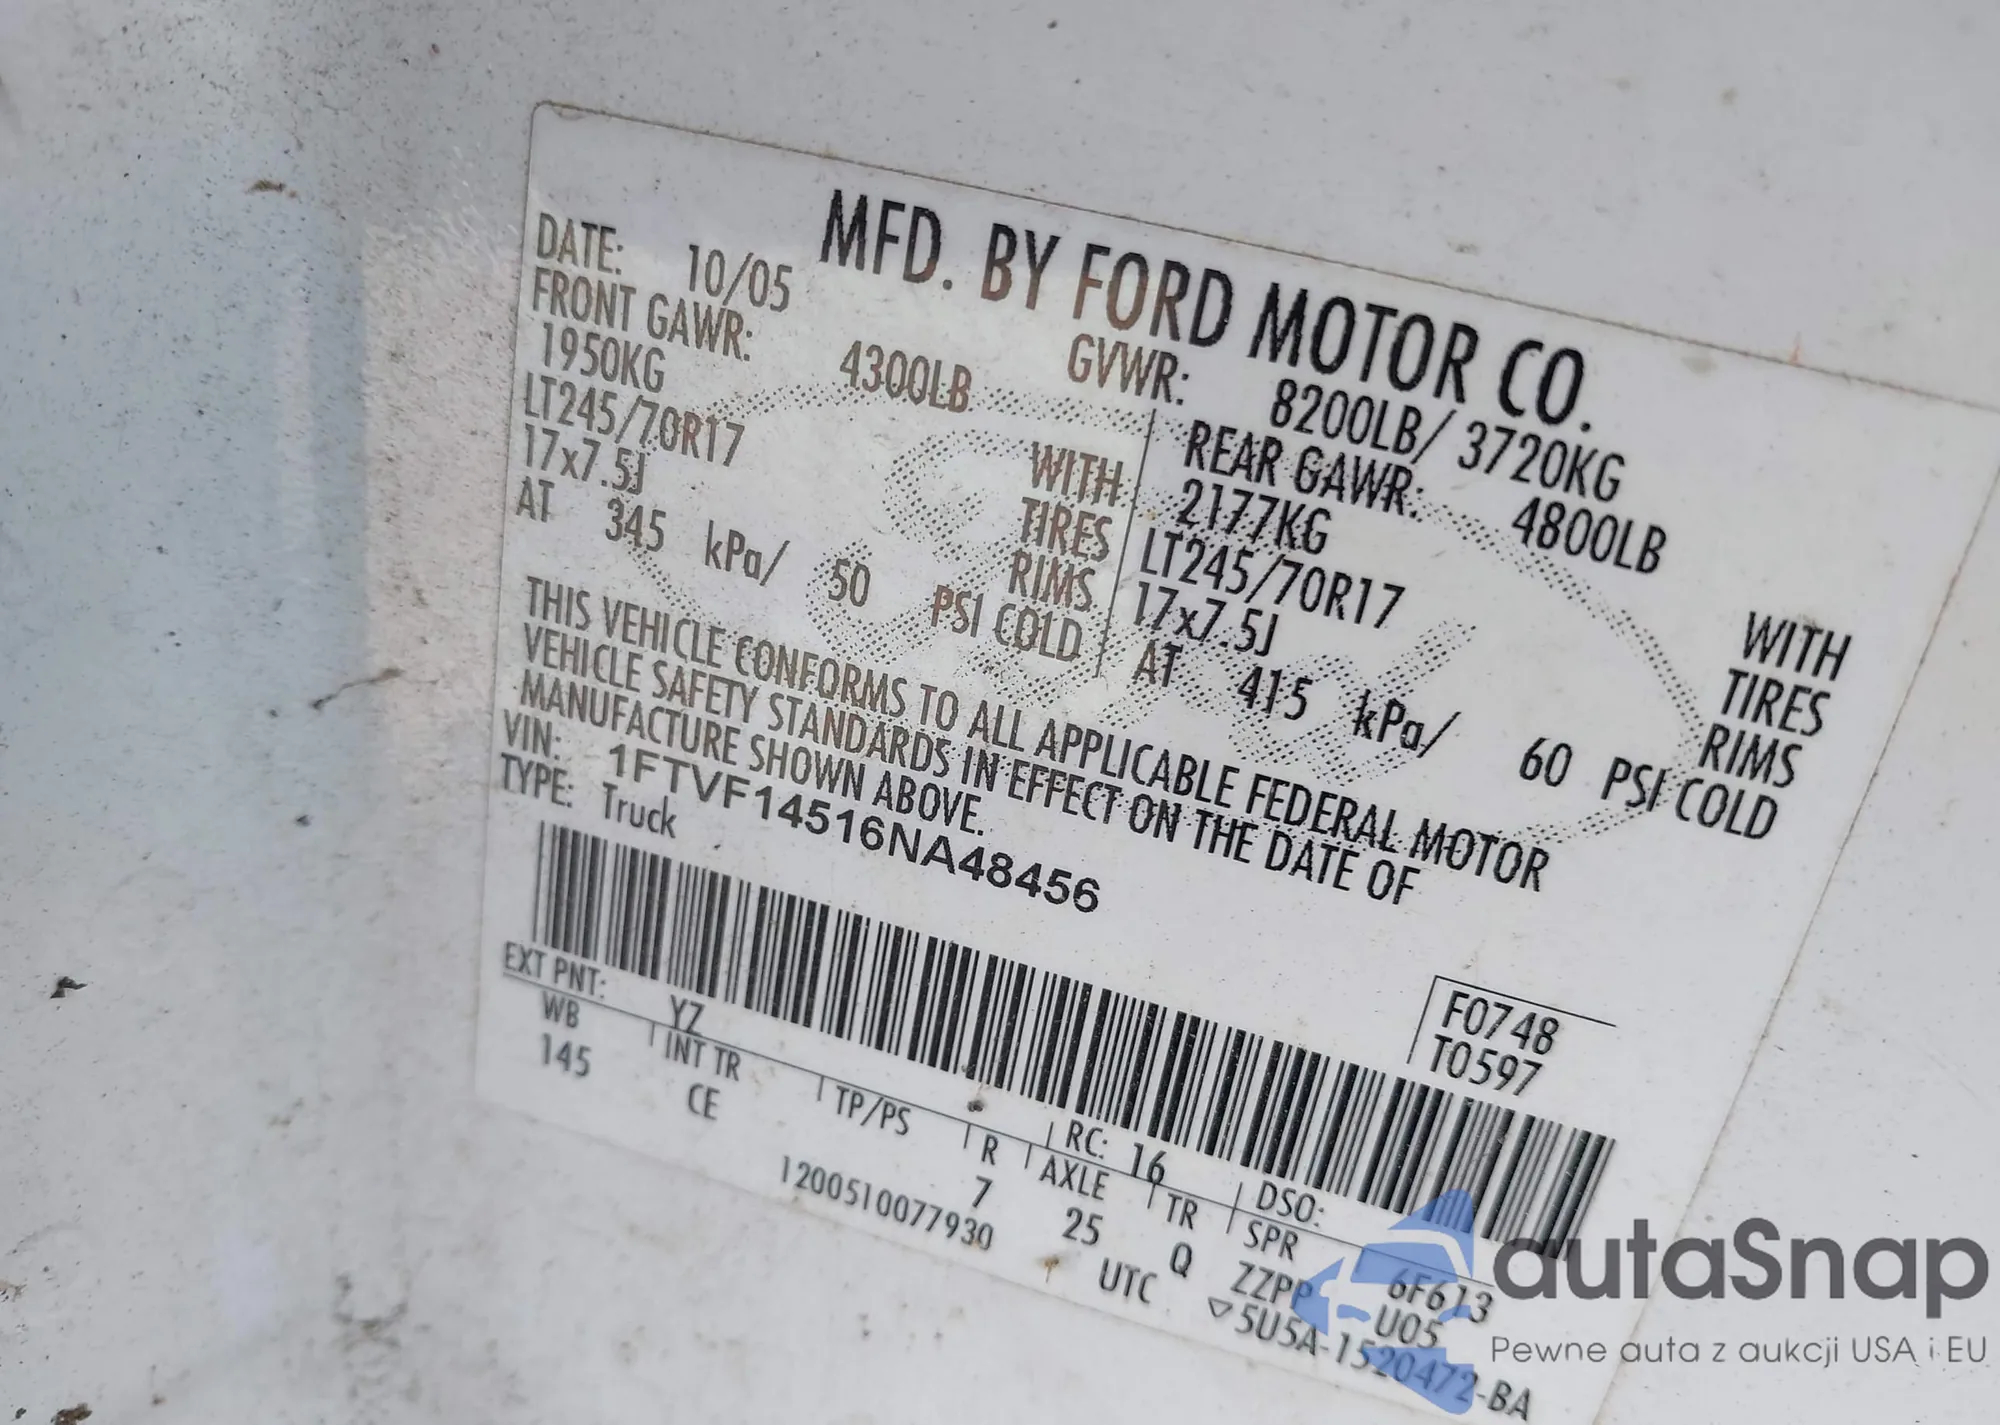 MFD. BY FORD MOTOR CO.
DATE: 10/05 GVWR: 8200LB/ 3720KG
FRONT GAWR: 4300LB REAR GAWR: 4800LB
1950KG WITH 2177KG WITH
LT245/70R17 TIRES LT245/70R17 TIRES
17x7.5J RIMS 17x7.5J RIMS
AT 345 kPa/ 50 PSI COLD AT 415 kPa/ 60 PSI COLD
THIS VEHICLE CONFORMS TO ALL APPLICABLE FEDERAL MOTOR
VEHICLE SAFETY STANDARDS IN EFFECT ON THE DATE OF
MANUFACTURE SHOWN ABOVE.
VIN: 1FTVF14516NA48456
TYPE: Truck
F0748
T0597
EXT PNT: YZ RC: 16 DSO: 6F613
WB INT TR TP/PS R AXLE TR SPR U05
145 CE 7 25 Q ZZPP
1200510077930 UTC ▽5U5A-1520472-BA
autaSnap
Pewne auta z aukcji USA i EU